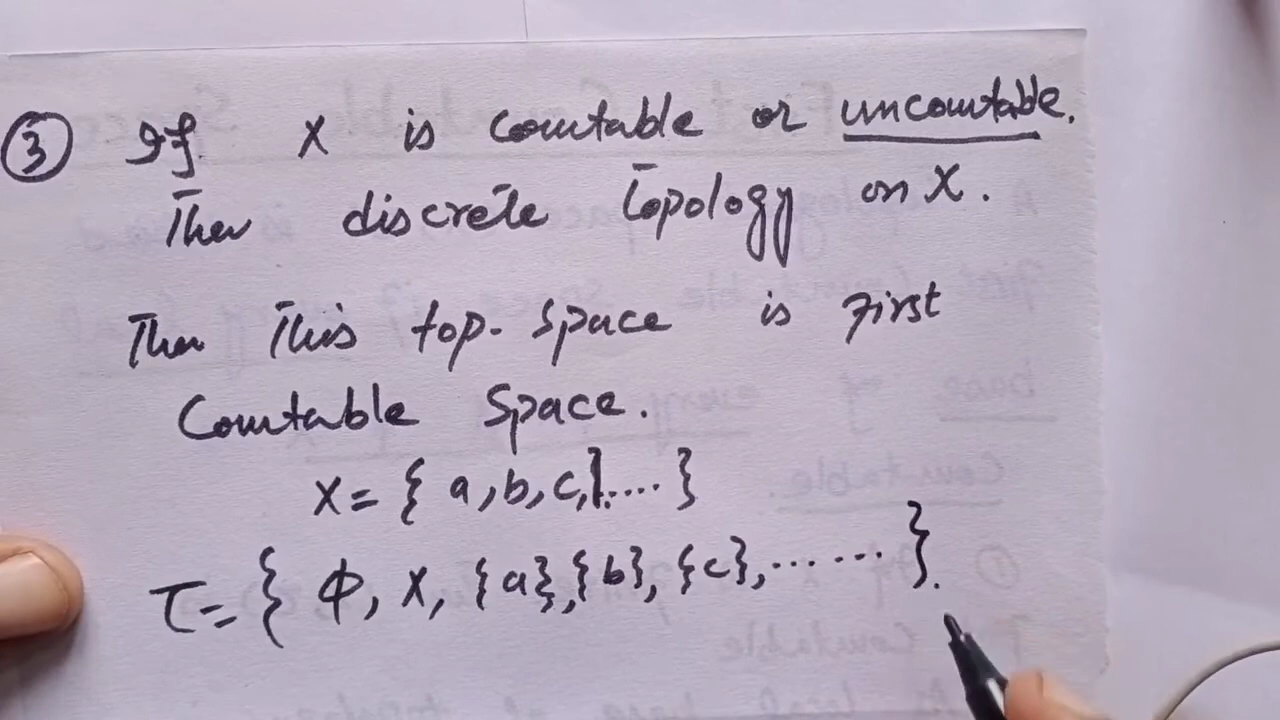 ③ If X is countable or uncountable.
Then discrete Topology on X.
Then This top. space is First
Countable Space.
X = { a, b, c, ..... }
τ = { Φ, X, {a}, {b}, {c}, ....... }.